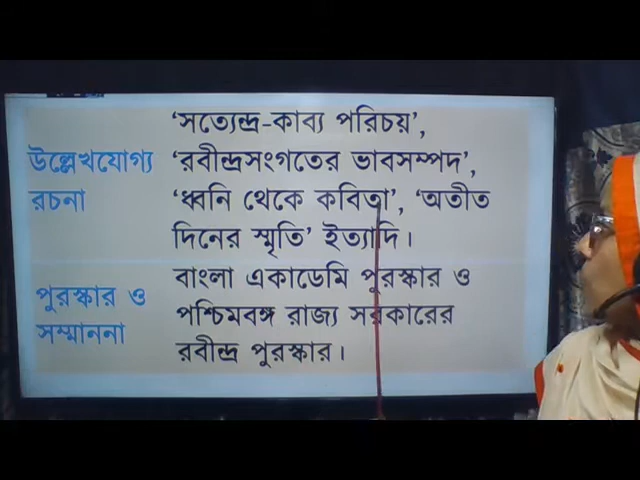 ‘সত্যেন্দ্র-কাব্য পরিচয়’,
উল্লেখযোগ্য ‘রবীন্দ্রসংগতের ভাবসম্পদ’,
রচনা ‘ধ্বনি থেকে কবিতা’, ‘অতীত
দিনের স্মৃতি’ ইত্যাদি।
পুরস্কার ও বাংলা একাডেমি পুরস্কার ও
সম্মাননা পশ্চিমবঙ্গ রাজ্য সরকারের
রবীন্দ্র পুরস্কার।